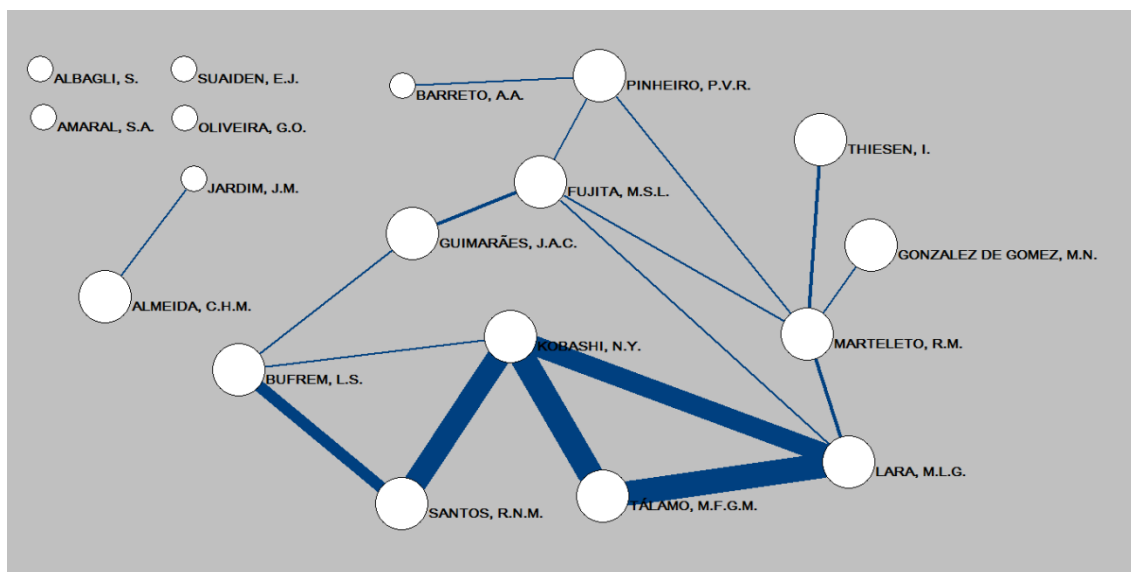 ALBAGLI, S.
SUAIDEN, E.J.
PINHEIRO, P.V.R.
BARRETO, A.A.
AMARAL, S.A.
OLIVEIRA, G.O.
THIESEN, I.
JARDIM, J.M.
FUJITA, M.S.L.
GUIMARÃES, J.A.C.
GONZALEZ DE GOMEZ, M.N.
ALMEIDA, C.H.M.
KOBASHI, N.Y.
MARTELETO, R.M.
BUFREM, L.S.
LARA, M.L.G.
TÁLAMO, M.F.G.M.
SANTOS, R.N.M.